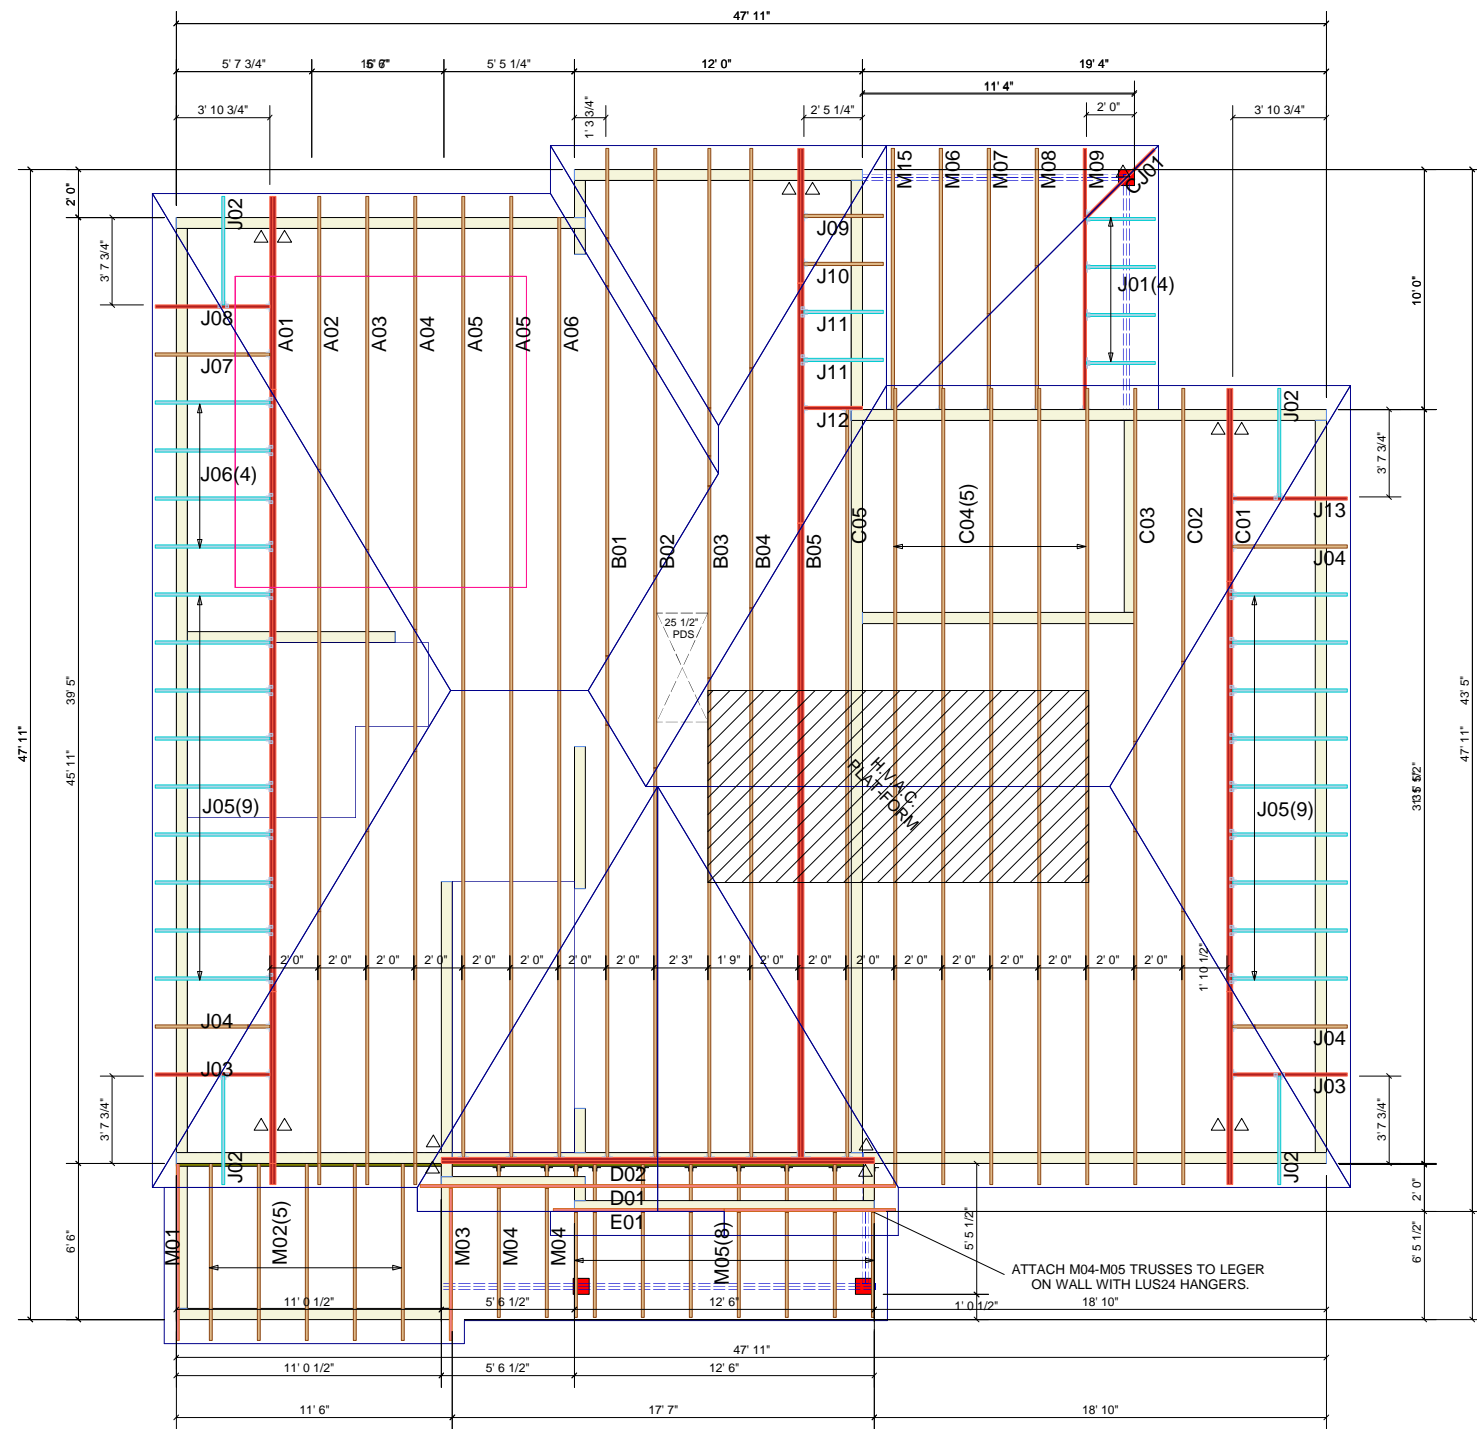 47' 11"
5' 7 3/4"
5' 5 1/4"
12' 0"
19' 4"
11' 4"
3' 10 3/4"
1' 3 3/4"
2' 5 1/4"
2' 0"
3' 10 3/4"
M15
M06
M07
M08
M09
CJ01
2' 0"
J02
J09
J10
J11
J11
J12
J01(4)
3' 7 3/4"
10' 0"
J08
J07
A01
A02
A03
A04
A05
A05
A06
J02
3' 7 3/4"
J06(4)
B01
B02
B03
B04
B05
C05
C04(5)
C03
C02
C01
J13
J04
25 1/2"
PDS
47' 11"
39' 5"
45' 11"
43' 5"
47' 11"
H.V.A.C.
PLAT-FORM
J05(9)
J05(9)
2' 0"
2' 0"
2' 0"
2' 0"
2' 0"
2' 0"
2' 0"
2' 0"
2' 3"
1' 9"
2' 0"
2' 0"
2' 0"
2' 0"
2' 0"
2' 0"
2' 0"
2' 0"
2' 0"
1' 10 1/2"
J04
J04
J03
J03
3' 7 3/4"
3' 7 3/4"
J02
J02
D02
D01
E01
2' 0"
6' 6"
M01
M02(5)
M03
M04
M04
M05(8)
5' 5 1/2"
6' 5 1/2"
ATTACH M04-M05 TRUSSES TO LEGER
ON WALL WITH LUS24 HANGERS.
11' 0 1/2"
5' 6 1/2"
12' 6"
1' 0 1/2"
18' 10"
47' 11"
11' 0 1/2"
5' 6 1/2"
12' 6"
11' 6"
17' 7"
18' 10"